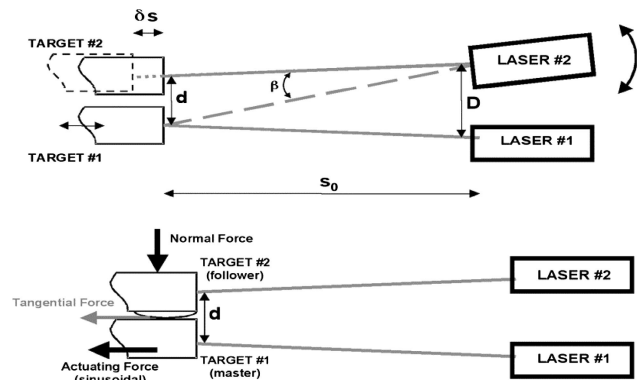 δ s
TARGET #2
LASER #2
β
d
D
LASER #1
TARGET #1
s₀
Normal Force
TARGET #2
(follower)
LASER #2
Tangential Force
d
LASER #1
Actuating Force
(sinusoidal)
TARGET #1
(master)